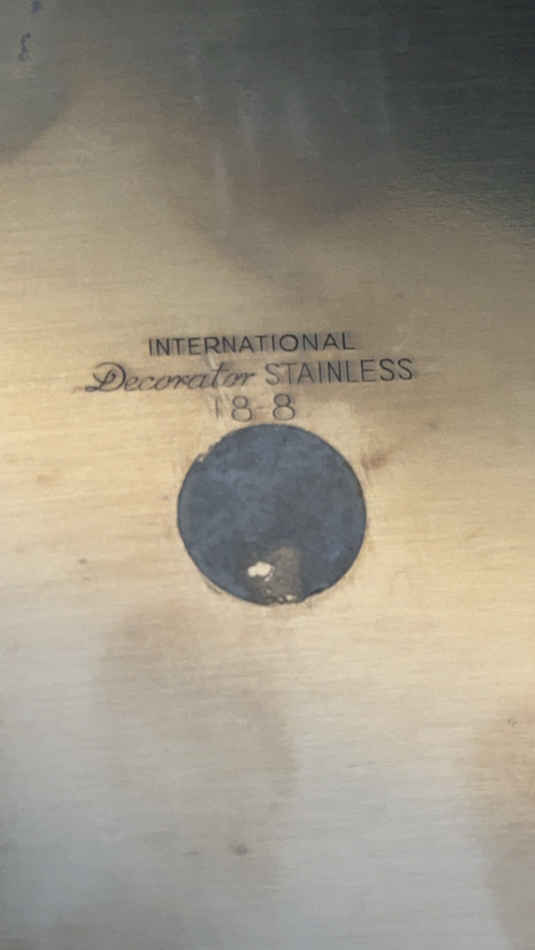 INTERNATIONAL
Decorator STAINLESS
18-8